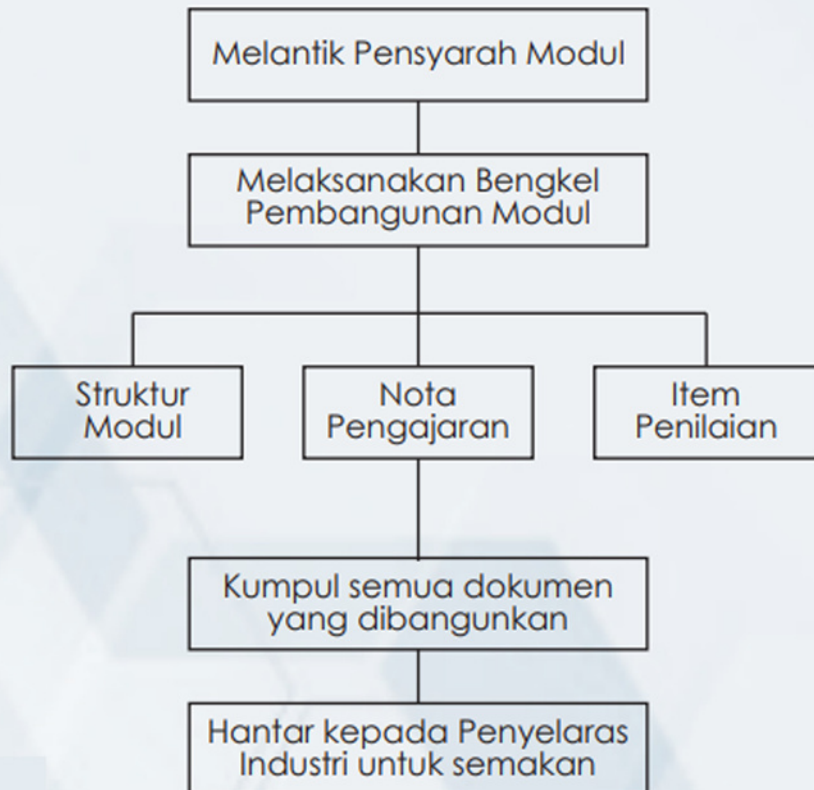 Melantik Pensyarah Modul
Melaksanakan Bengkel
Pembangunan Modul
Struktur
Modul
Nota
Pengajaran
Item
Penilaian
Kumpul semua dokumen
yang dibangunkan
Hantar kepada Penyelaras
Industri untuk semakan